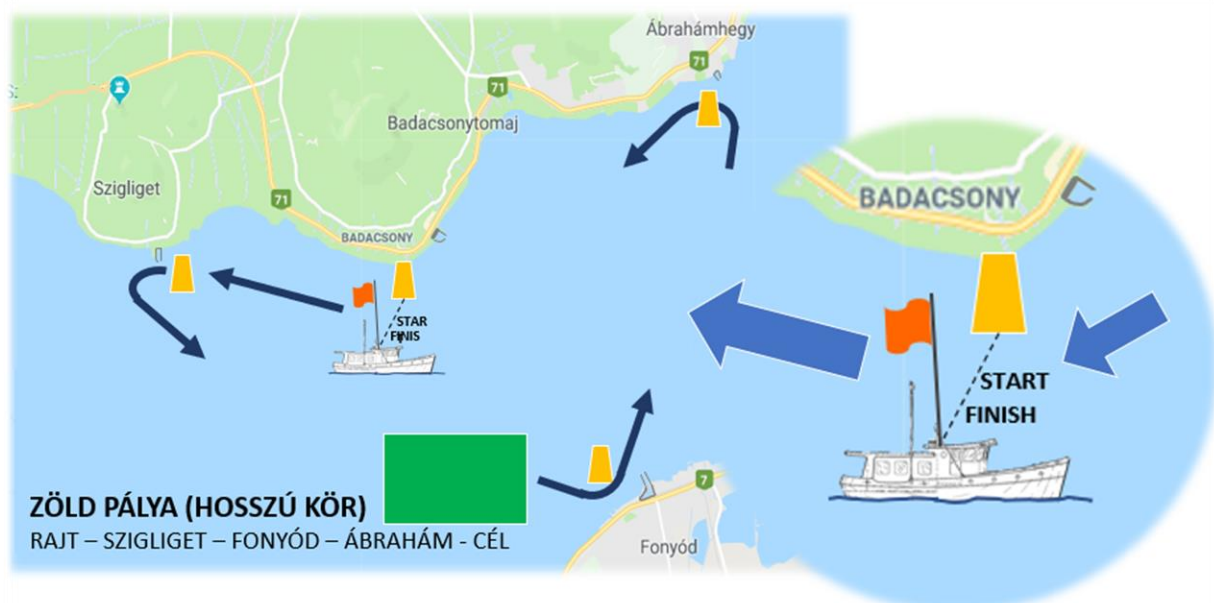 Ábrahámhegy
71
71
Badacsonytomaj
Szigliget
71
BADACSONY
STAR
FINIS
BADACSONY
START
FINISH
ZÖLD PÁLYA (HOSSZÚ KÖR)
RAJT – SZIGLIGET – FONYÓD – ÁBRAHÁM - CÉL
7
Fonyód